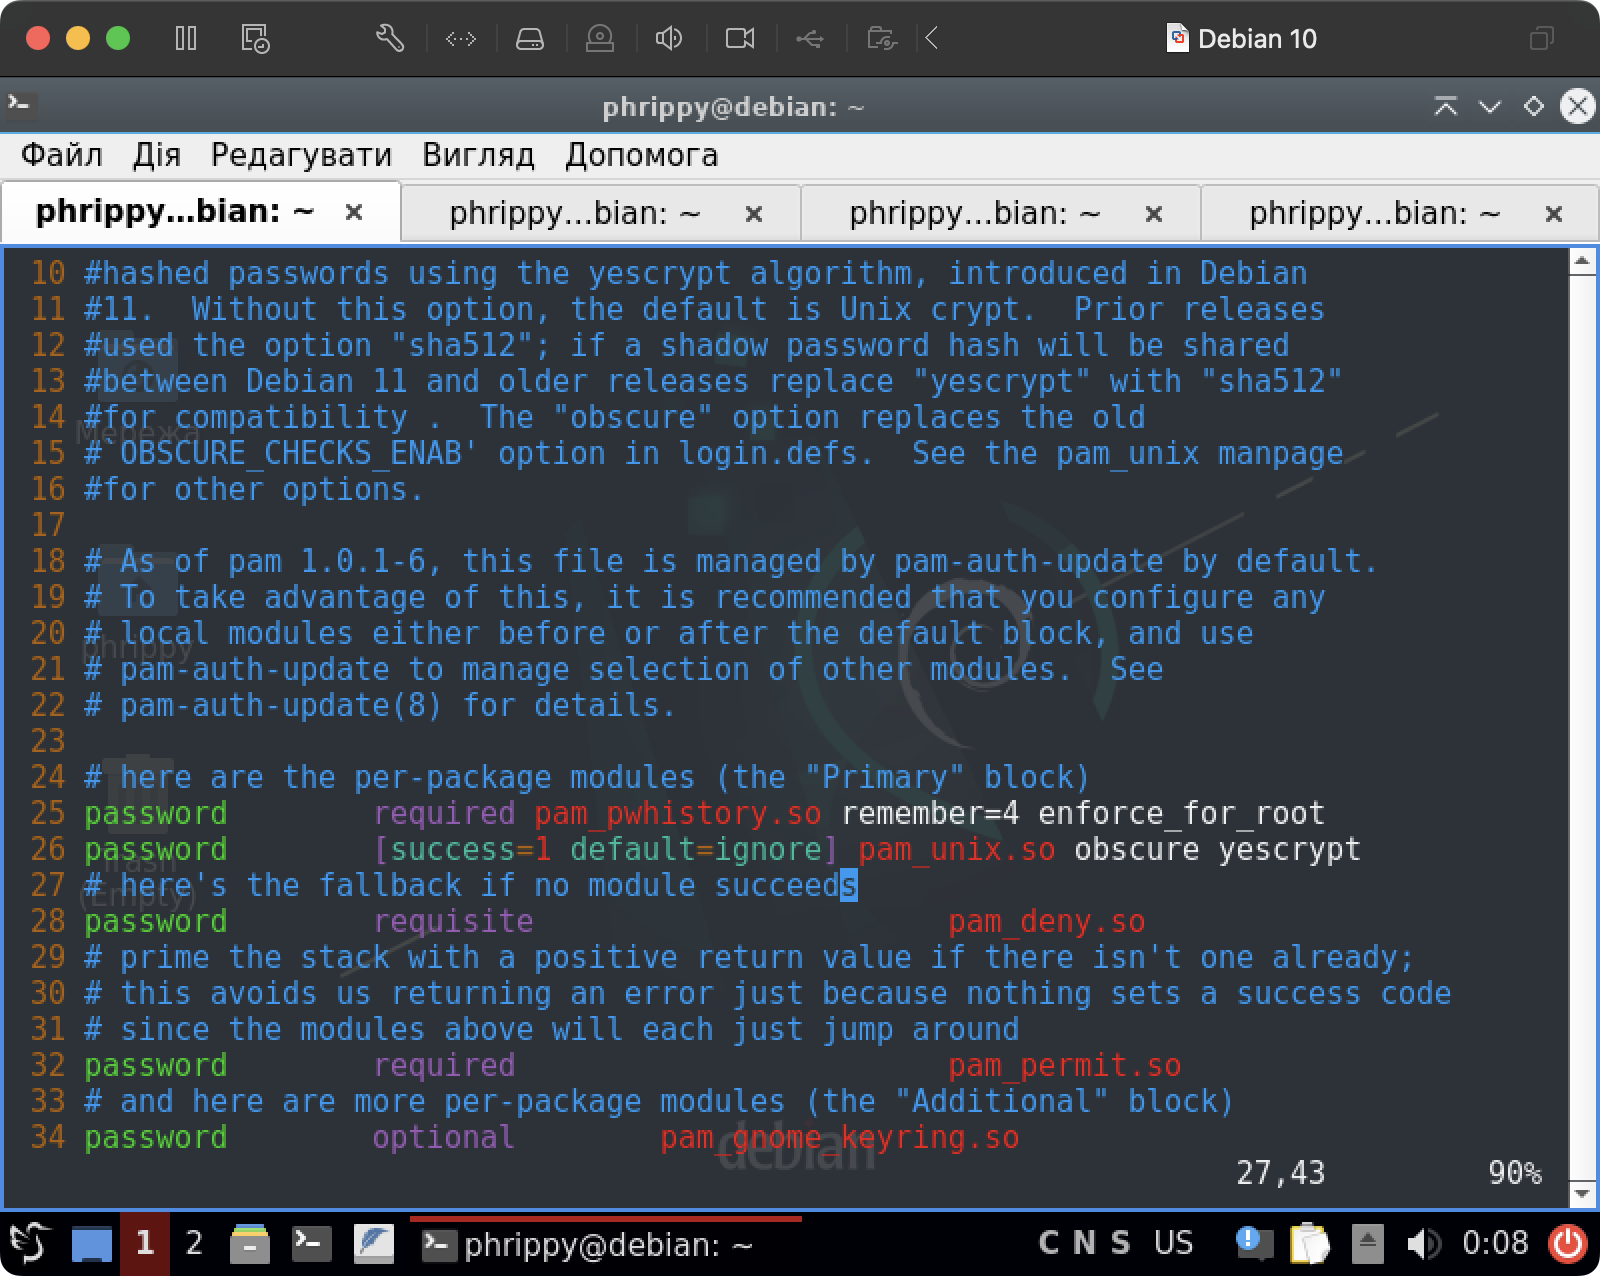 Debian 10
phrippy@debian: ~
Файл Дія Редагувати Вигляд Допомога
phrippy...bian: ~ × phrippy...bian: ~ × phrippy...bian: ~ × phrippy...bian: ~ ×
10 #hashed passwords using the yescrypt algorithm, introduced in Debian
11 #11.  Without this option, the default is Unix crypt.  Prior releases
12 #used the option "sha512"; if a shadow password hash will be shared
13 #between Debian 11 and older releases replace "yescrypt" with "sha512"
14 #for compatibility .  The "obscure" option replaces the old
Мережа
15 #`OBSCURE_CHECKS_ENAB' option in login.defs.  See the pam_unix manpage
16 #for other options.
17
18 # As of pam 1.0.1-6, this file is managed by pam-auth-update by default.
19 # To take advantage of this, it is recommended that you configure any
20 # local modules either before or after the default block, and use
phrippy
21 # pam-auth-update to manage selection of other modules.  See
22 # pam-auth-update(8) for details.
23
24 # here are the per-package modules (the "Primary" block)
25 password        required pam_pwhistory.so remember=4 enforce_for_root
26 password        [success=1 default=ignore] pam_unix.so obscure yescrypt
Trash
27 # here's the fallback if no module succeeds
(Empty)
28 password        requisite                       pam_deny.so
29 # prime the stack with a positive return value if there isn't one already;
30 # this avoids us returning an error just because nothing sets a success code
31 # since the modules above will each just jump around
32 password        required                        pam_permit.so
33 # and here are more per-package modules (the "Additional" block)
34 password        optional        pam_gnome_keyring.so
debian
27,43 90%
1 2 phrippy@debian: ~ C N S US 0:08